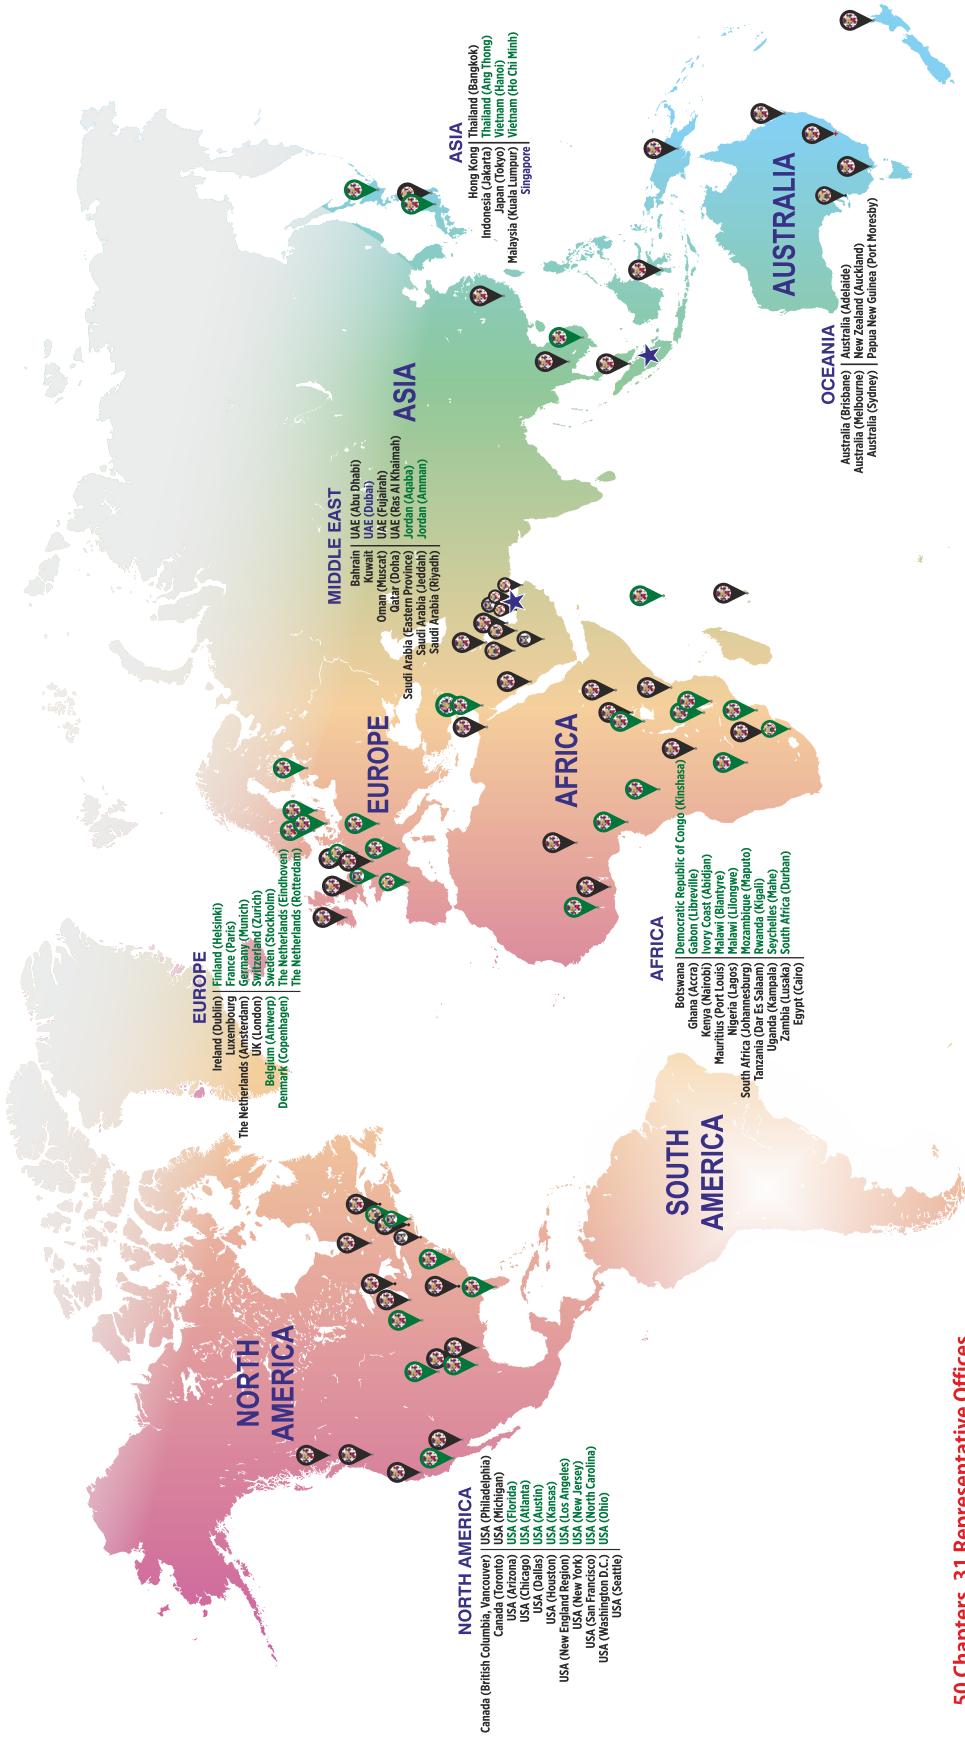 EUROPE
Ireland (Dublin) Finland (Helsinki)
Luxembourg France (Paris)
The Netherlands (Amsterdam) Germany (Munich)
UK (London) Switzerland (Zurich)
Belgium (Antwerp) Sweden (Stockholm)
Denmark (Copenhagen) The Netherlands (Eindhoven)
The Netherlands (Rotterdam)
NORTH
AMERICA
MIDDLE EAST
Bahrain UAE (Abu Dhabi)
Kuwait UAE (Dubai)
Oman (Muscat) UAE (Fujairah)
Qatar (Doha) UAE (Ras Al Khaimah)
Saudi Arabia (Eastern Province) Jordan (Aqaba)
Saudi Arabia (Jeddah) Jordan (Amman)
Saudi Arabia (Riyadh)
EUROPE
ASIA
ASIA
Hong Kong Thailand (Bangkok)
Indonesia (Jakarta) Thailand (Ang Thong)
Japan (Tokyo) Vietnam (Hanoi)
Malaysia (Kuala Lumpur) Vietnam (Ho Chi Minh)
Singapore
NORTH AMERICA
Canada (British Columbia, Vancouver) USA (Philadelphia)
Canada (Toronto) USA (Michigan)
USA (Arizona) USA (Florida)
USA (Chicago) USA (Atlanta)
USA (Dallas) USA (Austin)
USA (Houston) USA (Kansas)
USA (New England Region) USA (Los Angeles)
USA (New York) USA (New Jersey)
USA (San Francisco) USA (North Carolina)
USA (Washington D.C.) USA (Ohio)
USA (Seattle)
AFRICA
AFRICA
Botswana Democratic Republic of Congo (Kinshasa)
Ghana (Accra) Gabon (Libreville)
Kenya (Nairobi) Ivory Coast (Abidjan)
Mauritius (Port Louis) Malawi (Blantyre)
Nigeria (Lagos) Malawi (Lilongwe)
South Africa (Johannesburg) Mozambique (Maputo)
Tanzania (Dar Es Salaam) Rwanda (Kigali)
Uganda (Kampala) Seychelles (Mahe)
Zambia (Lusaka) South Africa (Durban)
Egypt (Cairo)
SOUTH
AMERICA
AUSTRALIA
OCEANIA
Australia (Brisbane) Australia (Adelaide)
Australia (Melbourne) New Zealand (Auckland)
Australia (Sydney) Papua New Guinea (Port Moresby)
50 Chapters, 31 Representative Offices